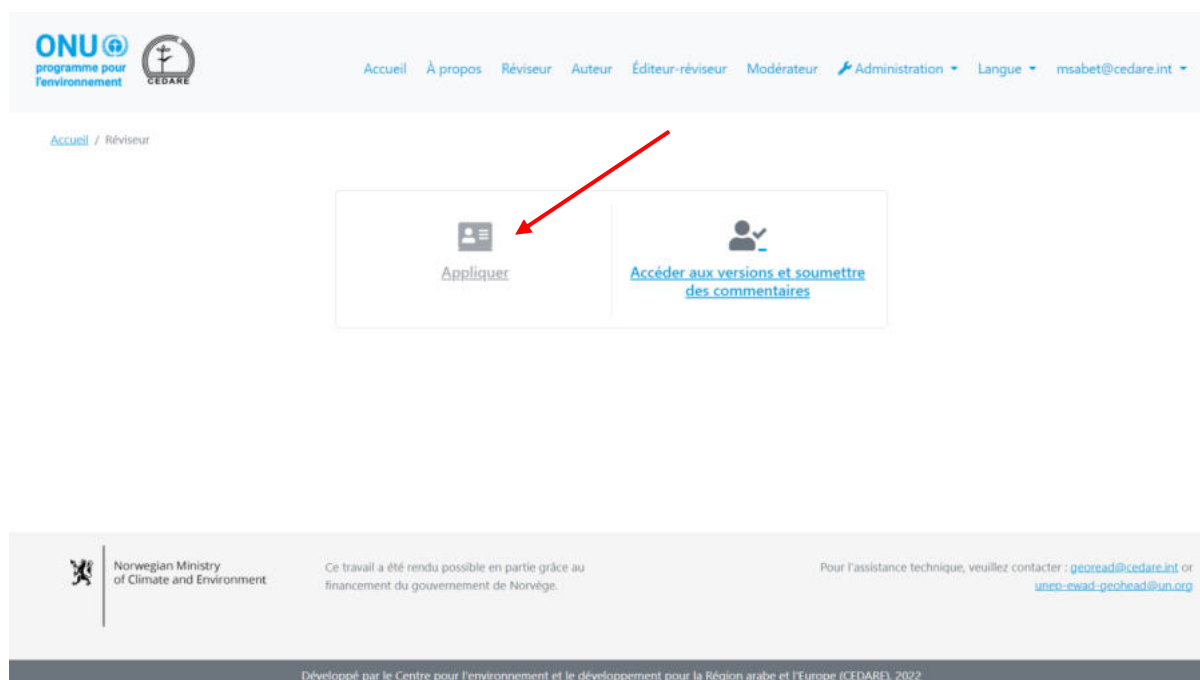 ONU
programme pour
l'environnement
CEDARE
Accueil À propos Réviseur Auteur Éditeur-réviseur Modérateur Administration Langue msabet@cedare.int
Accueil / Réviseur
Appliquer
Accéder aux versions et soumettre
des commentaires
Norwegian Ministry
of Climate and Environment
Ce travail a été rendu possible en partie grâce au
financement du gouvernement de Norvège.
Pour l'assistance technique, veuillez contacter : georead@cedare.int or
unep-ewad-geohead@un.org
Développé par le Centre pour l'environnement et le développement pour la Région arabe et l'Europe (CEDARE), 2022